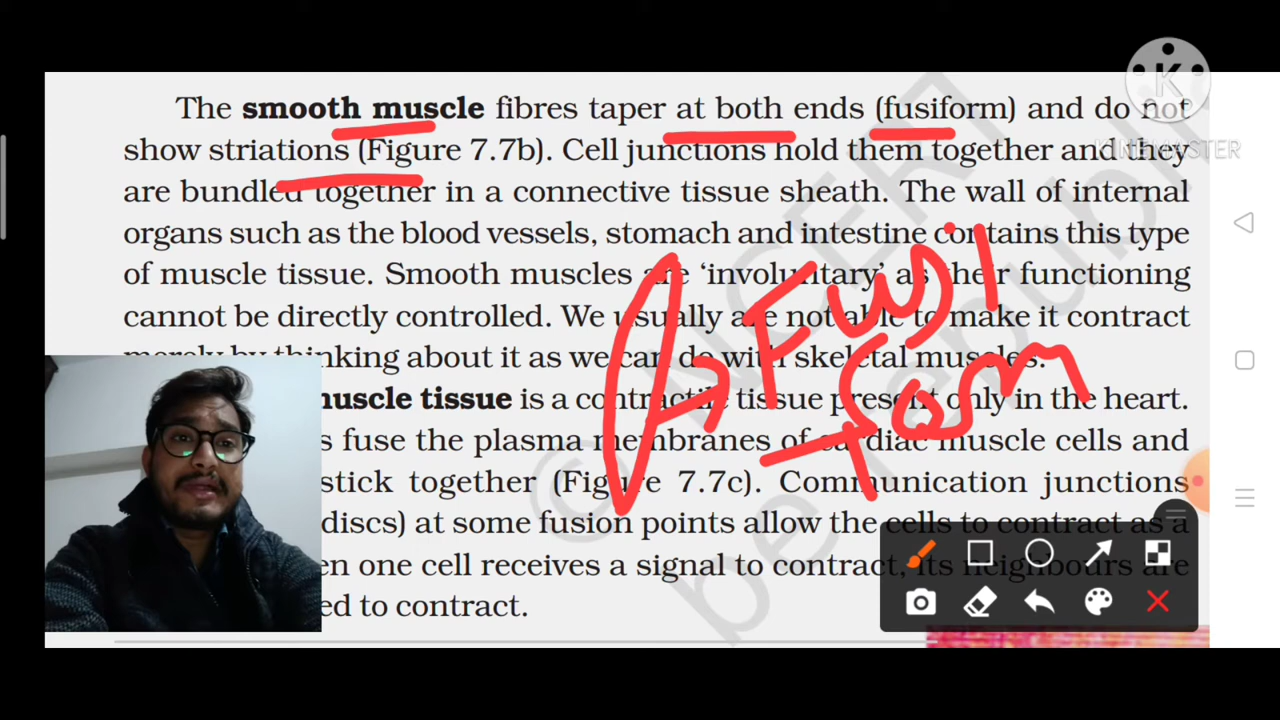 The smooth muscle fibres taper at both ends (fusiform) and do not
show striations (Figure 7.7b). Cell junctions hold them together and they
are bundled together in a connective tissue sheath. The wall of internal
organs such as the blood vessels, stomach and intestine contains this type
of muscle tissue. Smooth muscles are ‘involuntary’ as their functioning
cannot be directly controlled. We usually are not able to make it contract
merely by thinking about it as we can do with skeletal muscles.
muscle tissue is a contractile tissue present only in the heart.
fuse the plasma membranes of cardiac muscle cells and
stick together (Figure 7.7c). Communication junctions
discs) at some fusion points allow the cells to contract as a
one cell receives a signal to contract, its neighbours are
to contract.
Fusi
form
K
KINEMASTER
© NCERT
be republi